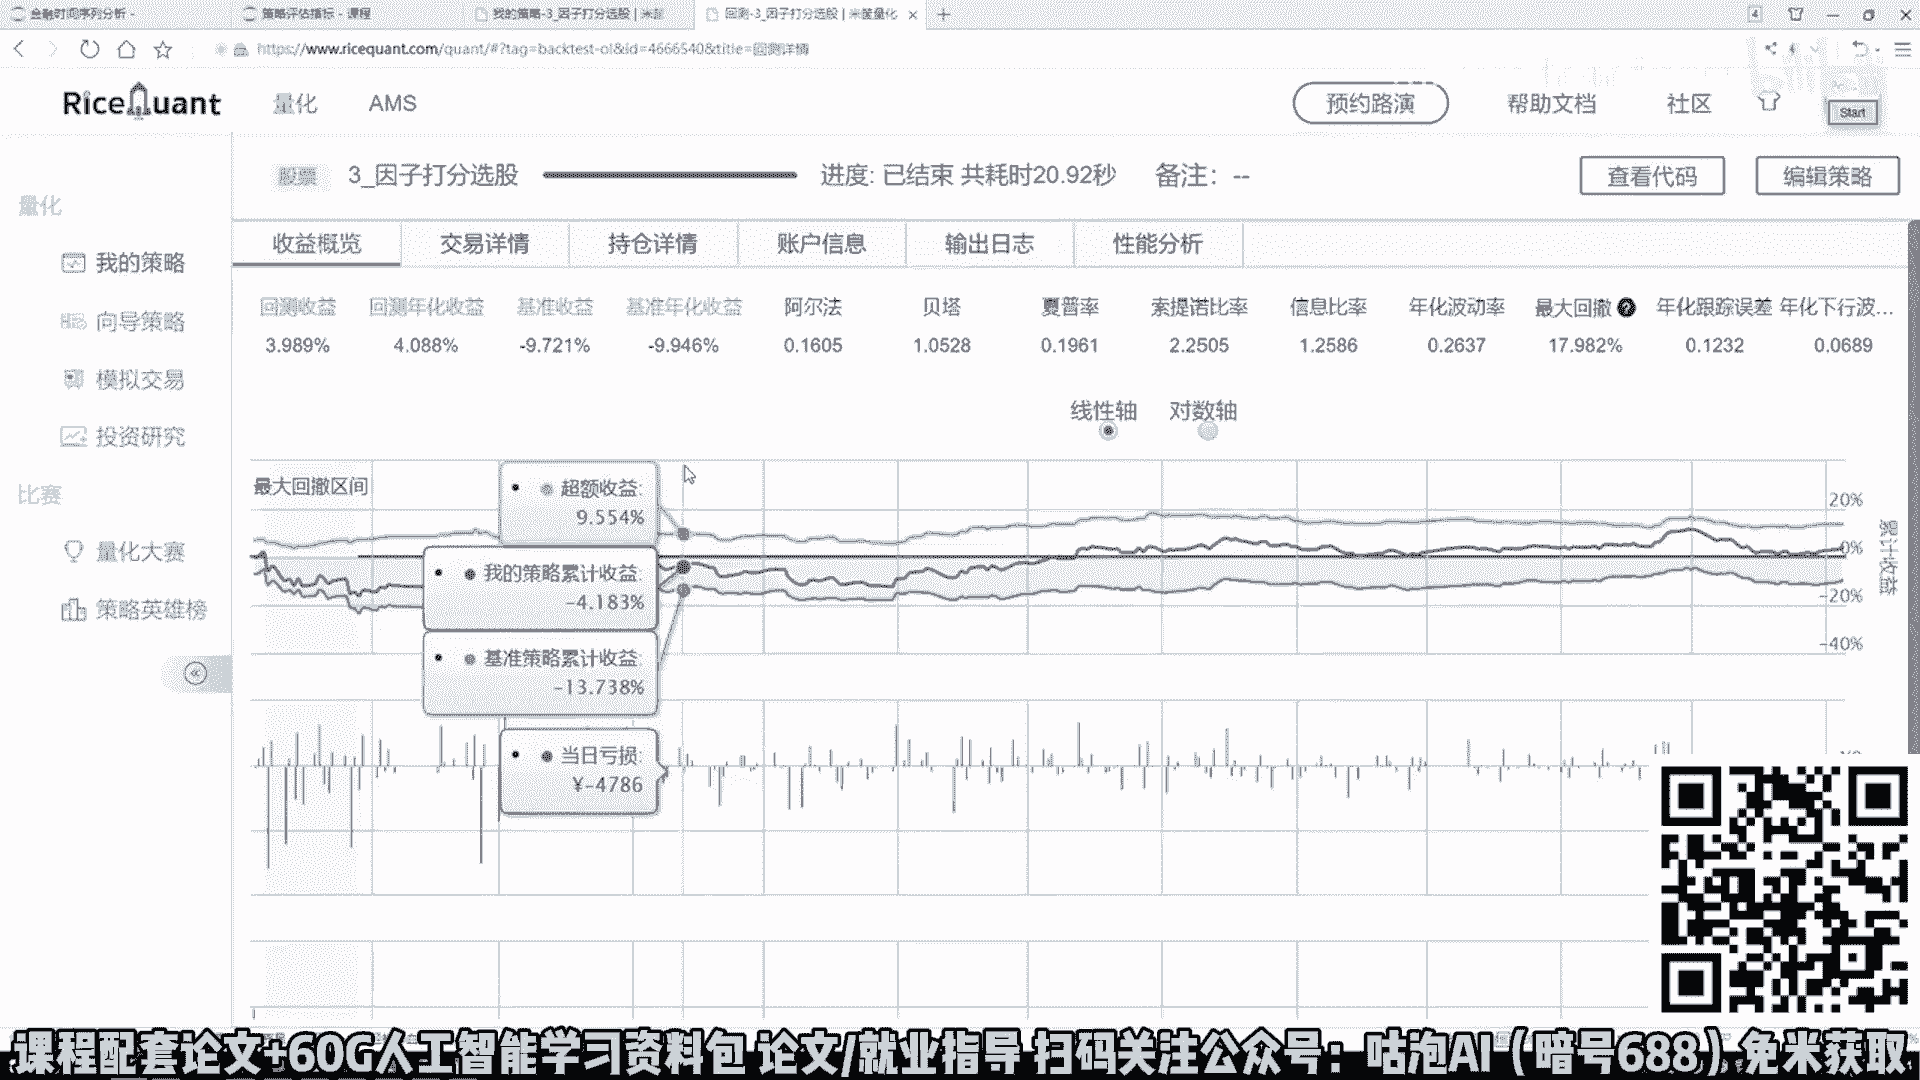 金融时间序列分析 -
策略评估指标 - 课程
我的策略-3_因子打分选股 | 米筐
回测-3_因子打分选股 | 米筐量化
4
https://www.ricequant.com/quant/#?tag=backtest-ol&id=4666540&title=回测详情
RiceQuant
量化
AMS
预约路演
帮助文档
社区
Start
股票
3_因子打分选股
进度: 已结束 共耗时20.92秒
备注: --
查看代码
编辑策略
量化
我的策略
向导策略
模拟交易
投资研究
比赛
量化大赛
策略英雄榜
收益概览
交易详情
持仓详情
账户信息
输出日志
性能分析
回测收益 回测年化收益 基准收益 基准年化收益 阿尔法 贝塔 夏普率 索提诺比率 信息比率 年化波动率 最大回撤 年化跟踪误差 年化下行波...
3.989% 4.088% -9.721% -9.946% 0.1605 1.0528 0.1961 2.2505 1.2586 0.2637 17.982% 0.1232 0.0689
线性轴 对数轴
最大回撤区间
超额收益:
9.554%
我的策略累计收益:
-4.183%
基准策略累计收益:
-13.738%
当日亏损:
¥-4786
20%
0%
-20%
-40%
累计收益
课程配套论文+60G人工智能学习资料包 论文/就业指导 扫码关注公众号：咕泡AI（暗号688）免米获取